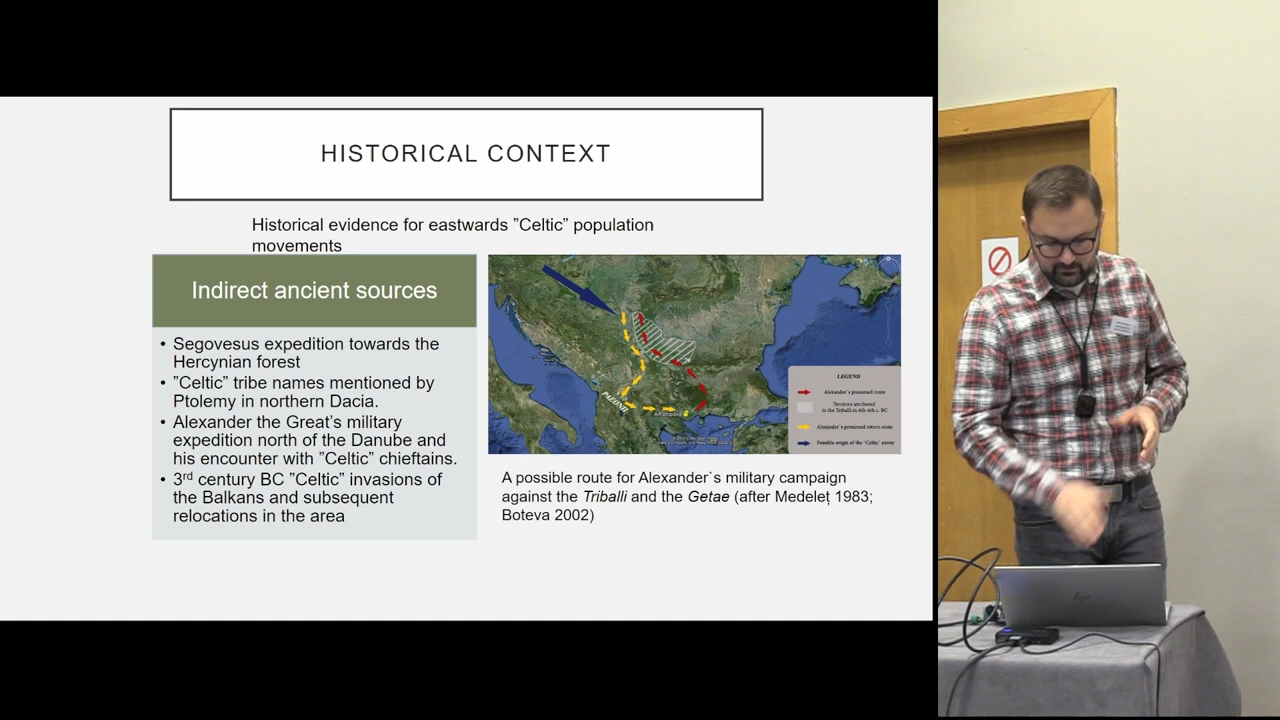 HISTORICAL CONTEXT
Historical evidence for eastwards ”Celtic” population
movements
Indirect ancient sources
• Segovesus expedition towards the
Hercynian forest
• ”Celtic” tribe names mentioned by
Ptolemy in northern Dacia.
• Alexander the Great’s military
expedition north of the Danube and
his encounter with ”Celtic” chieftains.
• 3rd century BC ”Celtic” invasions of
the Balkans and subsequent
relocations in the area
PAEONIA
Amphipolis
LEGEND
Alexander's presumed route
Territory attributed
to the Triballi in 6th-4th c. BC
Alexander's presumed return route
Possible origin of the 'Celtic' envoy
A possible route for Alexander`s military campaign
against the Triballi and the Getae (after Medeleț 1983;
Boteva 2002)
hp